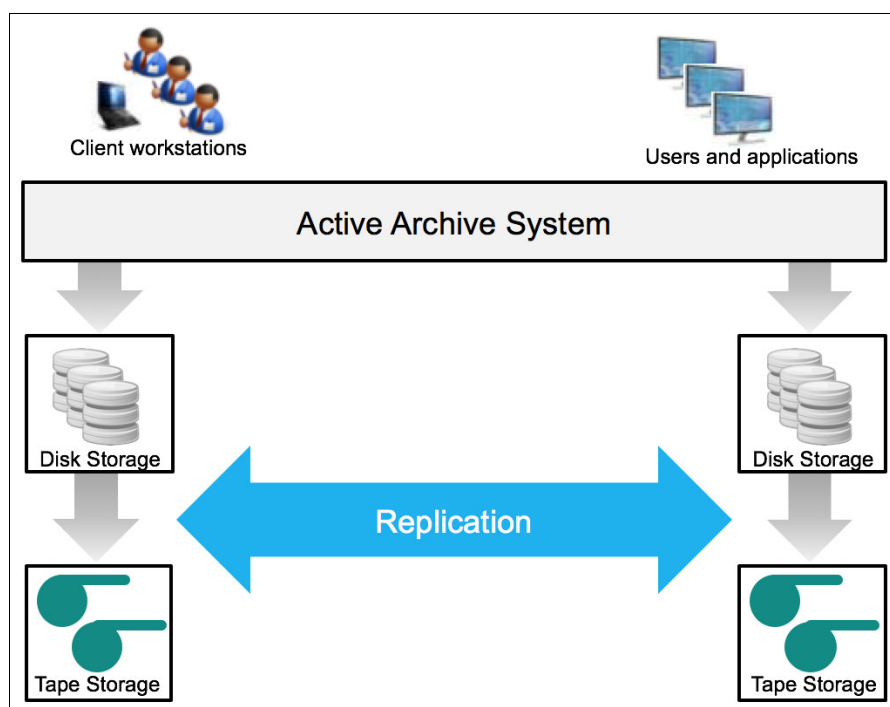 Client workstations
Users and applications
Active Archive System
Disk Storage
Disk Storage
Replication
Tape Storage
Tape Storage